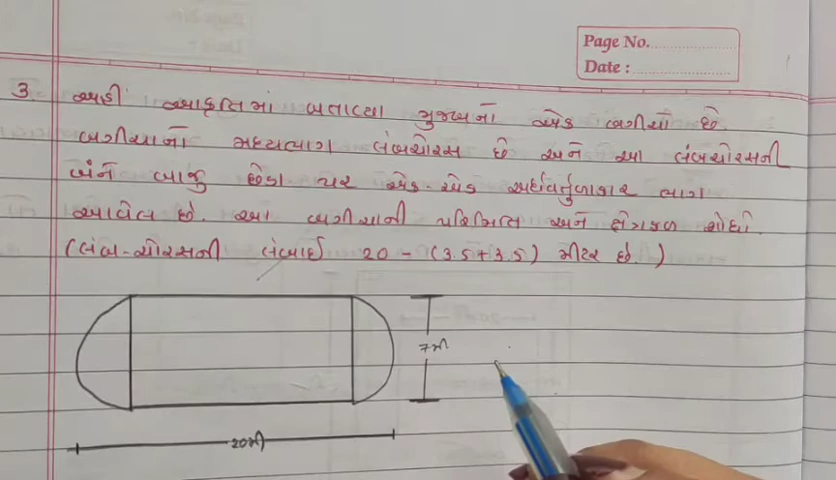 Page No.
Date :
3. અહીં આકૃતિમાં બતાવ્યા મુજબનો એક બગીચો છે.
બગીચાનો મધ્યભાગ લંબચોરસ છે અને આ લંબચોરસની
બંને બાજુ છેડા પર એક-એક અર્ધવર્તુળાકાર ભાગ
આવેલ છે. આ બગીચાની પરિમિતિ અને ક્ષેત્રફળ શોધો.
(લંબ-ચોરસની લંબાઈ 20 - (3.5+3.5) મીટર છે.)
7મી
20મી